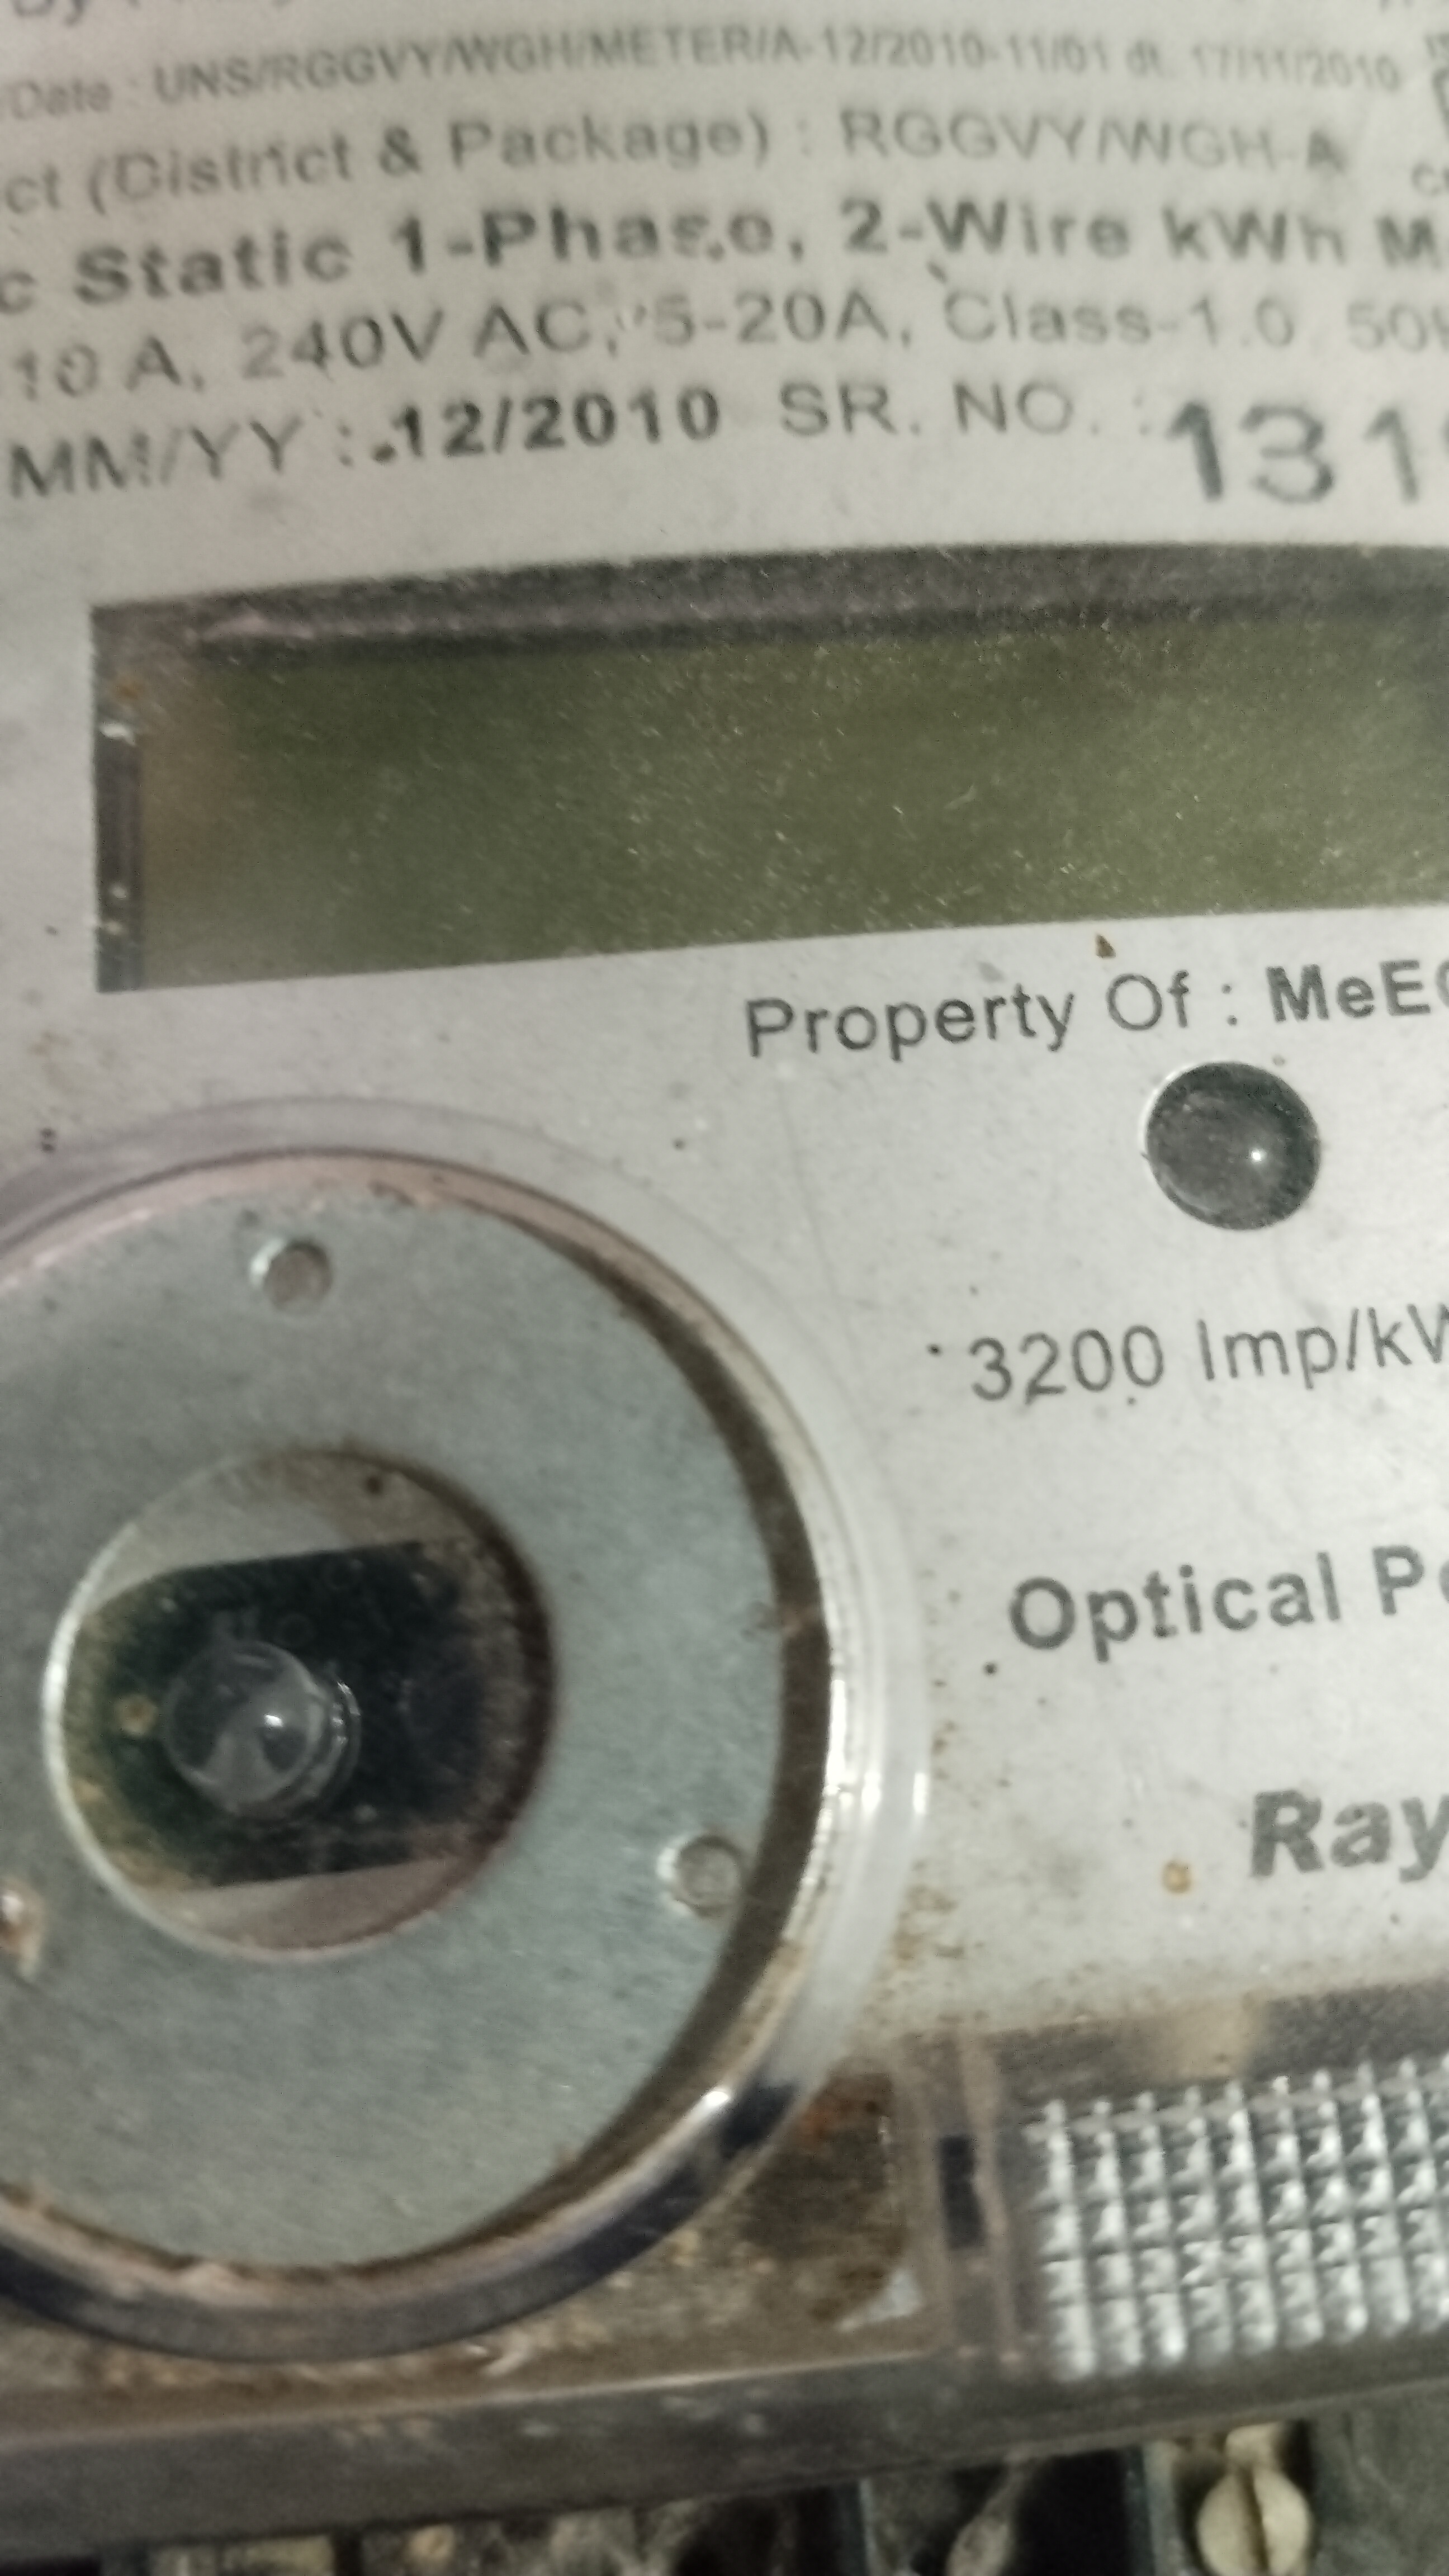 By
Date : UNS/RGGVY/WGH/METER/A-12/2010-11/01 dt. 17/11/2010
ct (District & Package) : RGGVY/WGH-A
c Static 1-Phase, 2-Wire kWh M
10 A, 240V AC, 5-20A, Class-1.0, 50
MM/YY : 12/2010 SR. NO. : 131
Property Of : MeE
3200 Imp/kW
Optical Po
Ray